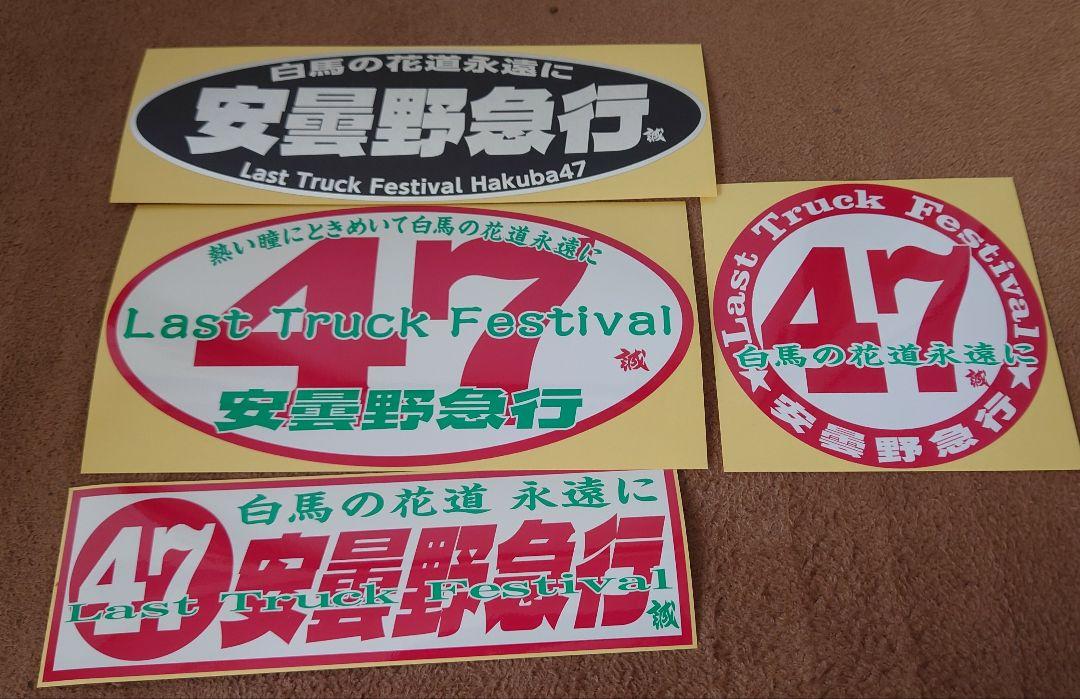 白馬の花道永遠に
安曇野急行
誠
Last Truck Festival Hakuba47
熱い瞳にときめいて白馬の花道永遠に
47
Last Truck Festival
誠
安曇野急行
Last Truck Festival
47
白馬の花道永遠に
誠
安曇野急行
白馬の花道 永遠に
47
安曇野急行
Last Truck Festival
誠